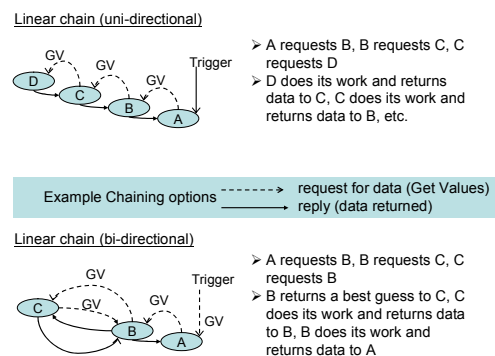 Linear chain (uni-directional)
GV
GV
GV
Trigger
D
C
B
A
➢ A requests B, B requests C, C
requests D
➢ D does its work and returns
data to C, C does its work and
returns data to B, etc.
Example Chaining options
request for data (Get Values)
reply (data returned)
Linear chain (bi-directional)
GV
Trigger
C
GV
GV
GV
B
A
➢ A requests B, B requests C, C
requests B
➢ B returns a best guess to C, C
does its work and returns data
to B, B does its work and
returns data to A